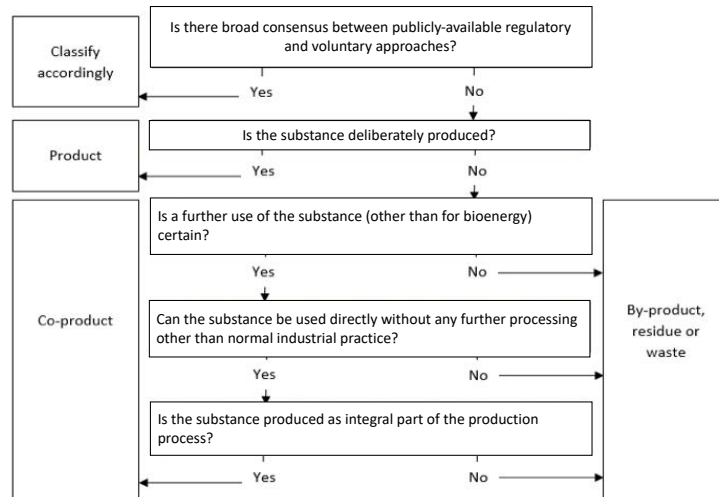 Is there broad consensus between publicly-available regulatory
and voluntary approaches?
Classify
accordingly
Yes
No
Is the substance deliberately produced?
Product
Yes
No
Is a further use of the substance (other than for bioenergy)
certain?
Yes
No
Co-product
Can the substance be used directly without any further processing
other than normal industrial practice?
By-product,
residue or
waste
Yes
No
Is the substance produced as integral part of the production
process?
Yes
No